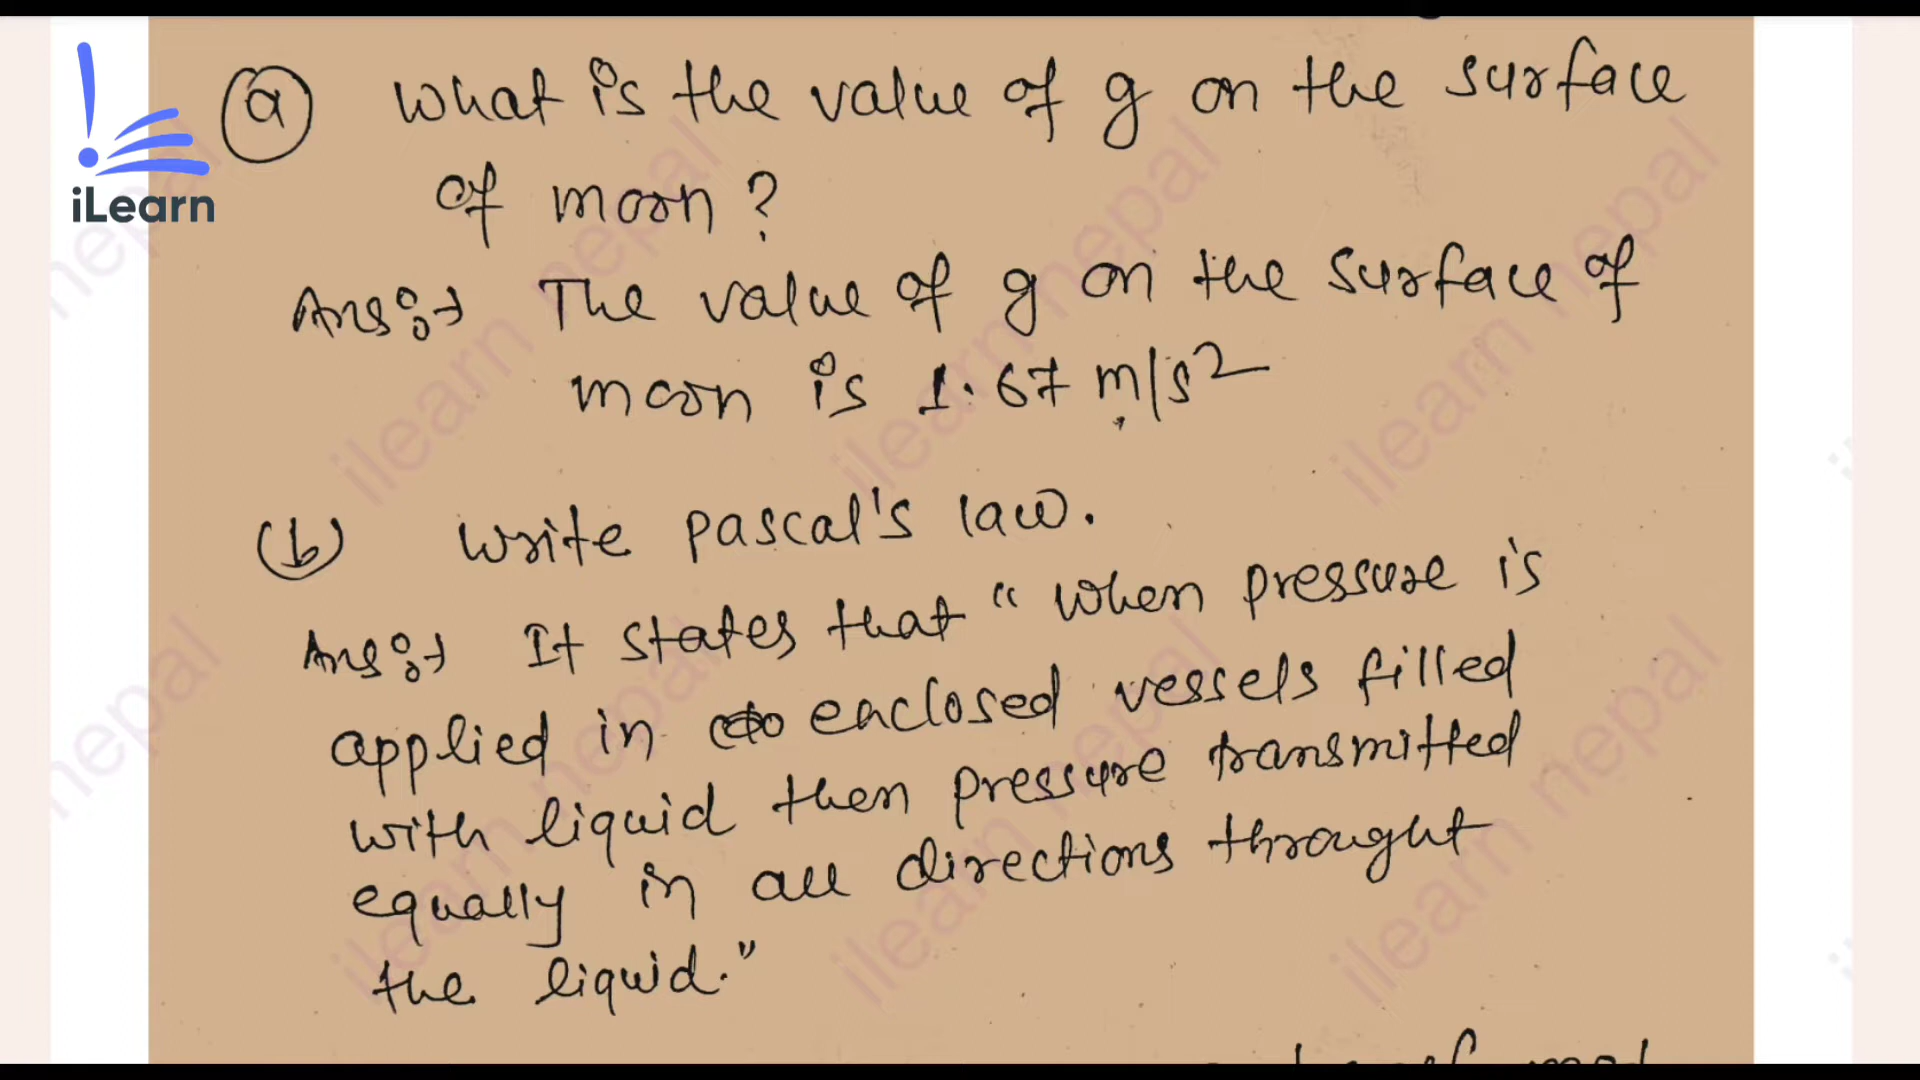 iLearn
(a) What is the value of g on the surface
of moon?
Ans:→ The value of g on the surface of
moon is 1.67 m/s²
(b) Write pascal's law.
Ans:→ It states that "When pressure is
applied in enclosed vessels filled
with liquid then pressure transmitted
equally in all directions throught
the liquid."